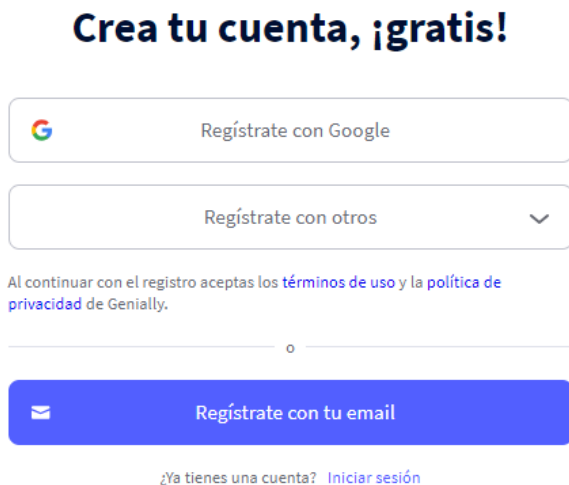 Crea tu cuenta, ¡gratis!
Regístrate con Google
Regístrate con otros
Al continuar con el registro aceptas los términos de uso y la política de
privacidad de Genially.
o
Regístrate con tu email
¿Ya tienes una cuenta? Iniciar sesión